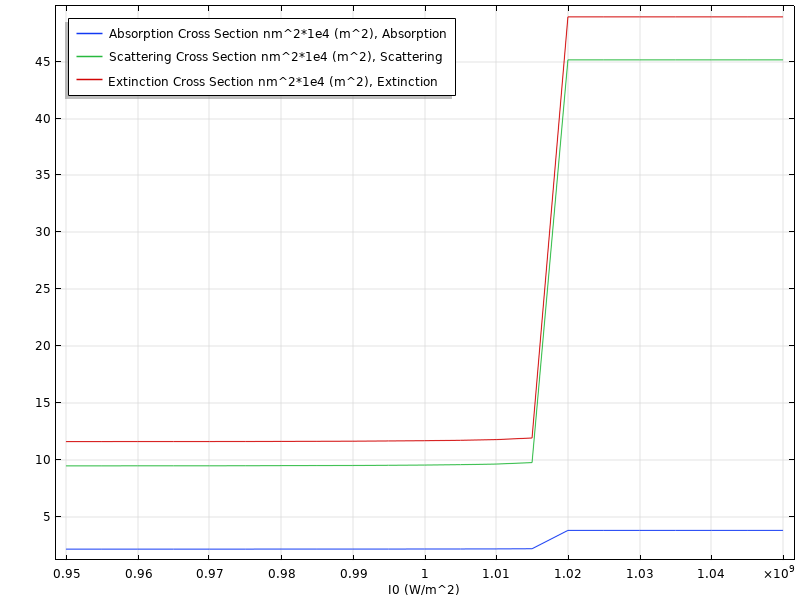 Absorption Cross Section nm^2*1e4 (m^2), Absorption
Scattering Cross Section nm^2*1e4 (m^2), Scattering
Extinction Cross Section nm^2*1e4 (m^2), Extinction
45
40
35
30
25
20
15
10
5
0.95 0.96 0.97 0.98 0.99 1 1.01 1.02 1.03 1.04 ×10⁹
I0 (W/m^2)